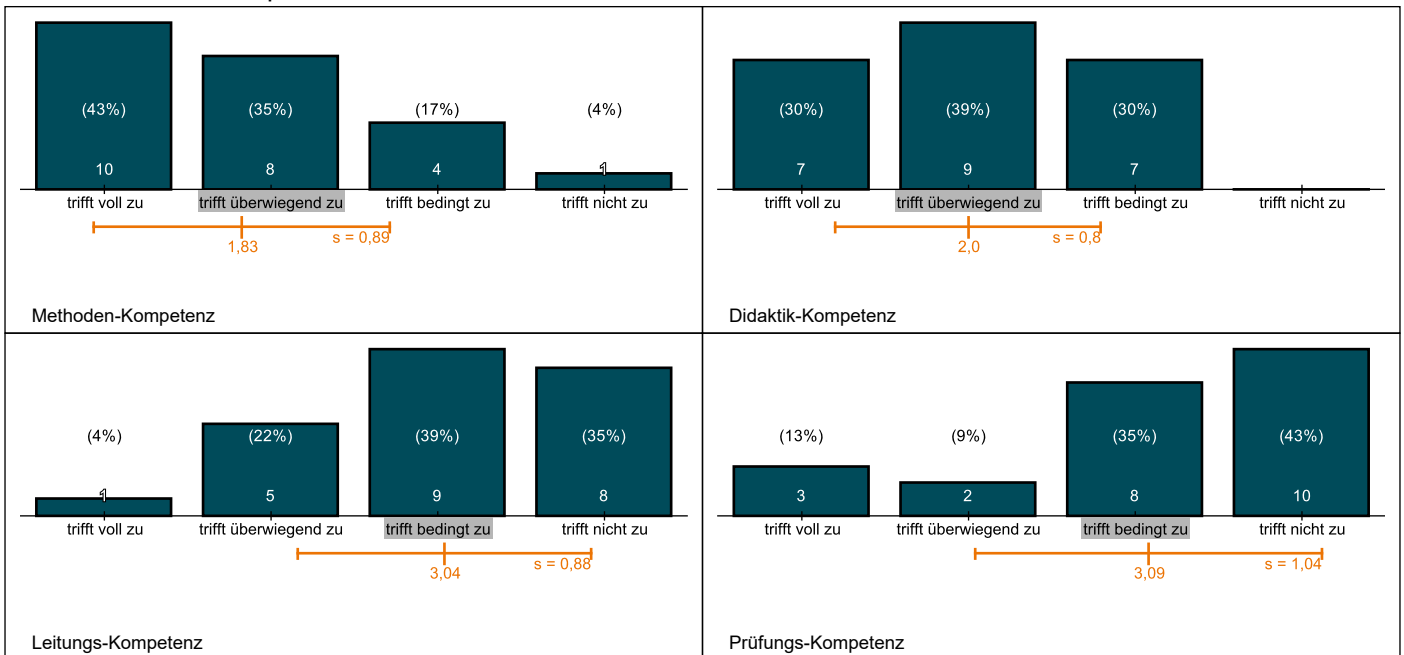 (43%) (35%) (17%) (4%)
10 8 4 1
trifft voll zu trifft überwiegend zu trifft bedingt zu trifft nicht zu
1,83 s = 0,89
Methoden-Kompetenz
(30%) (39%) (30%)
7 9 7
trifft voll zu trifft überwiegend zu trifft bedingt zu trifft nicht zu
2,0 s = 0,8
Didaktik-Kompetenz
(4%) (22%) (39%) (35%)
1 5 9 8
trifft voll zu trifft überwiegend zu trifft bedingt zu trifft nicht zu
3,04 s = 0,88
Leitungs-Kompetenz
(13%) (9%) (35%) (43%)
3 2 8 10
trifft voll zu trifft überwiegend zu trifft bedingt zu trifft nicht zu
3,09 s = 1,04
Prüfungs-Kompetenz